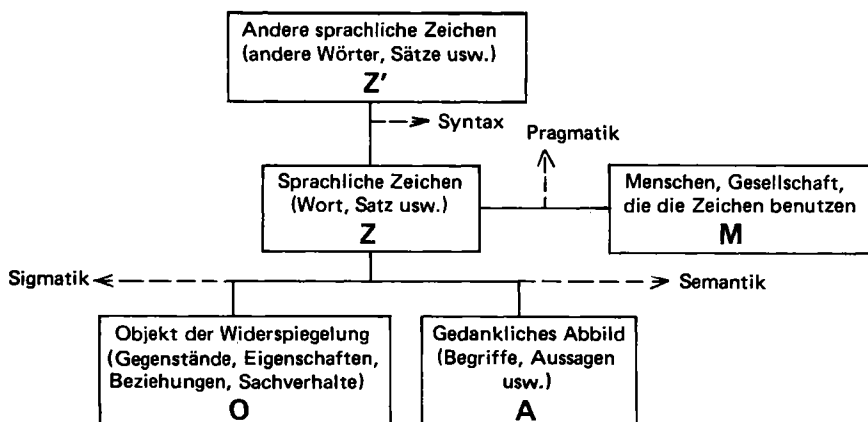 Andere sprachliche Zeichen
(andere Wörter, Sätze usw.)
Z'
Syntax
Pragmatik
Sprachliche Zeichen
(Wort, Satz usw.)
Z
Menschen, Gesellschaft,
die die Zeichen benutzen
M
Sigmatik
Semantik
Objekt der Widerspiegelung
(Gegenstände, Eigenschaften,
Beziehungen, Sachverhalte)
O
Gedankliches Abbild
(Begriffe, Aussagen
usw.)
A